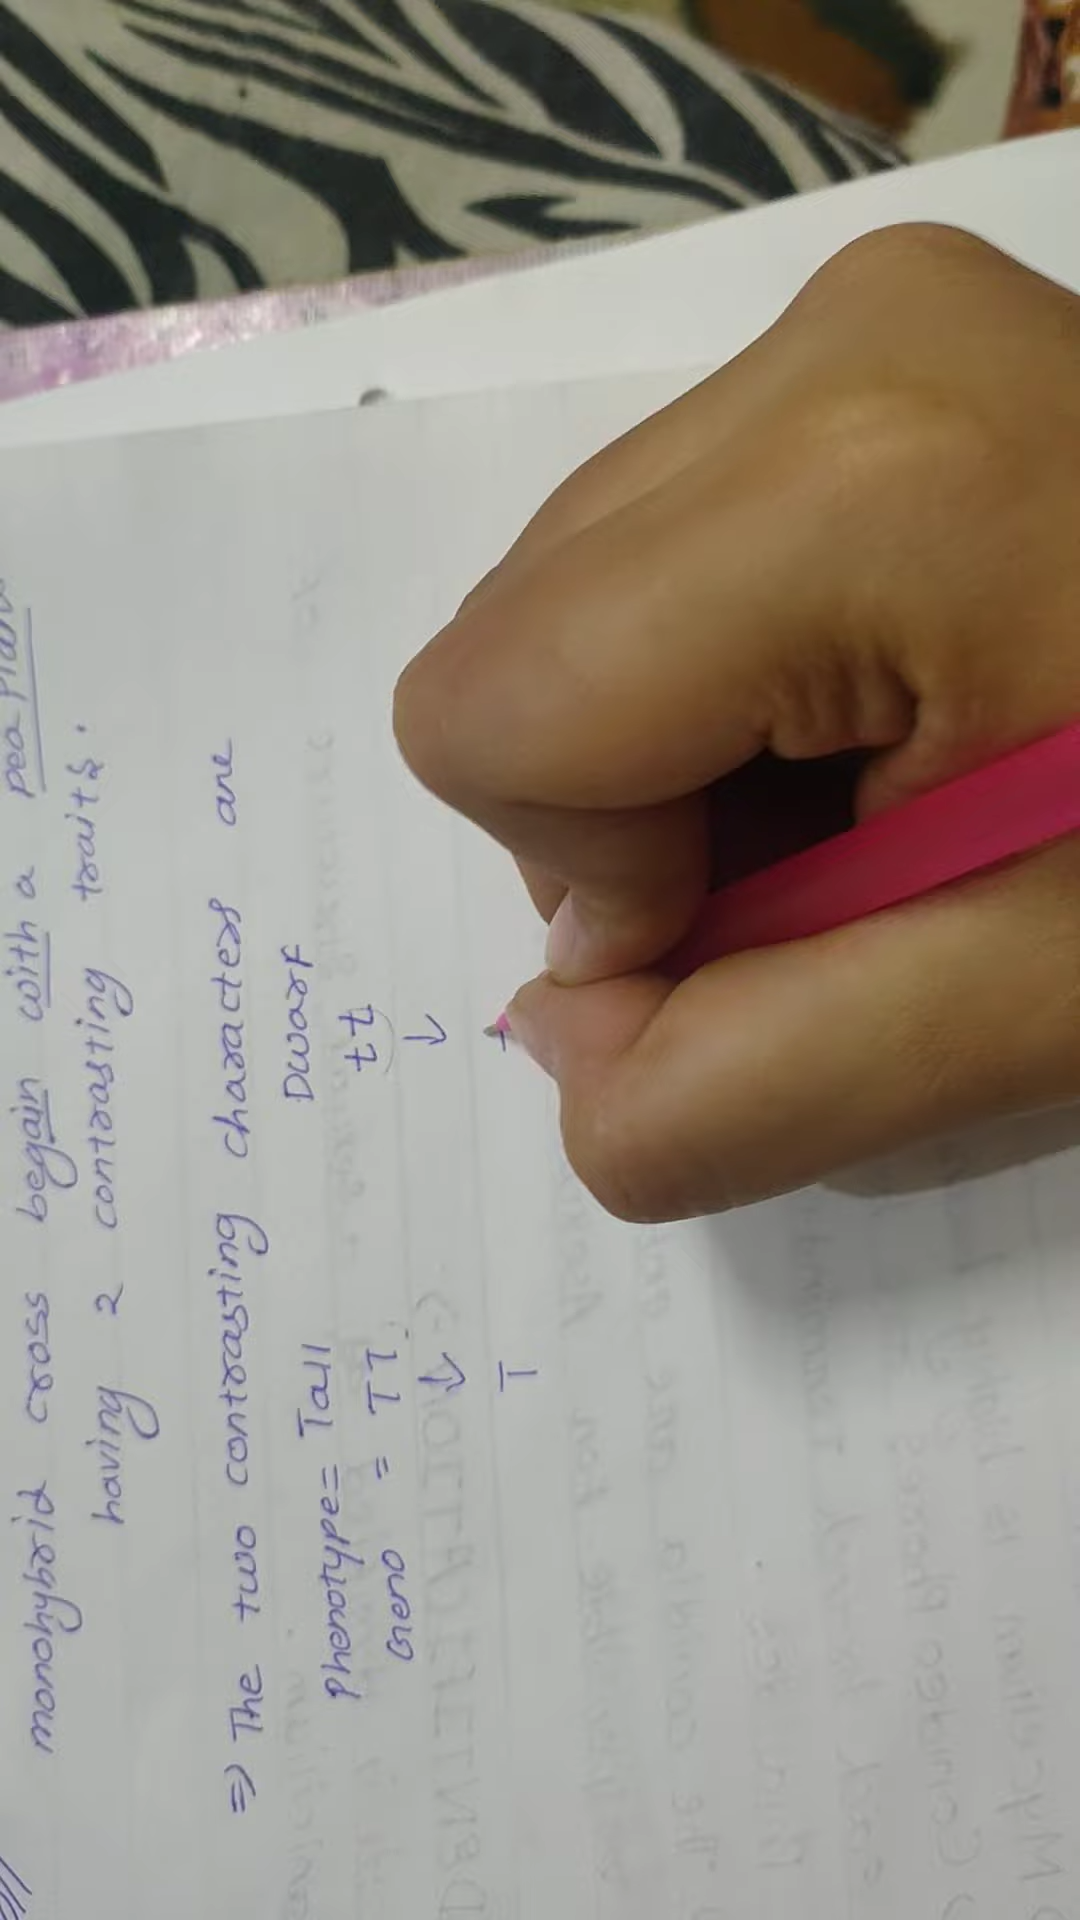 monohybrid cross begain with a pea plan
having 2 contrasting traits.
⇒ The two contrasting characters are
Phenotype = Tall Dwarf
Geno = TT tt
↓ ↓
T